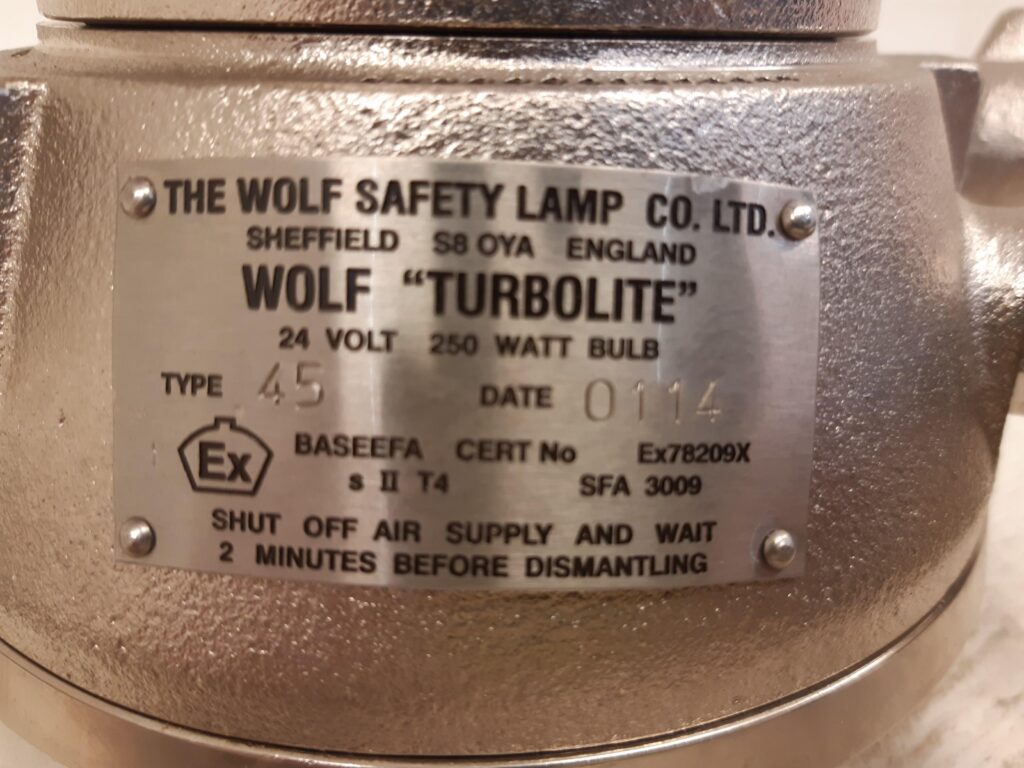 THE WOLF SAFETY LAMP CO. LTD.
SHEFFIELD S8 OYA ENGLAND
WOLF "TURBOLITE"
24 VOLT 250 WATT BULB
TYPE 45 DATE 0114
Ex BASEEFA CERT No Ex78209X
s II T4 SFA 3009
SHUT OFF AIR SUPPLY AND WAIT
2 MINUTES BEFORE DISMANTLING